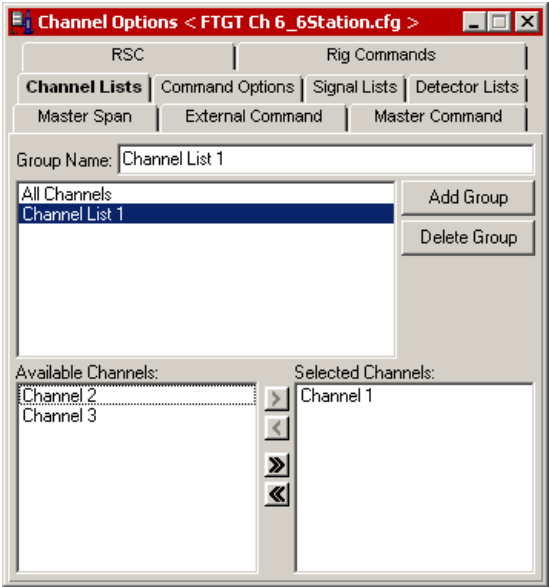 Channel Options < FTGT Ch 6_6Station.cfg >
RSC Rig Commands
Channel Lists Command Options Signal Lists Detector Lists
Master Span External Command Master Command
Group Name: Channel List 1
All Channels
Channel List 1
Add Group
Delete Group
Available Channels:
Channel 2
Channel 3
Selected Channels:
Channel 1